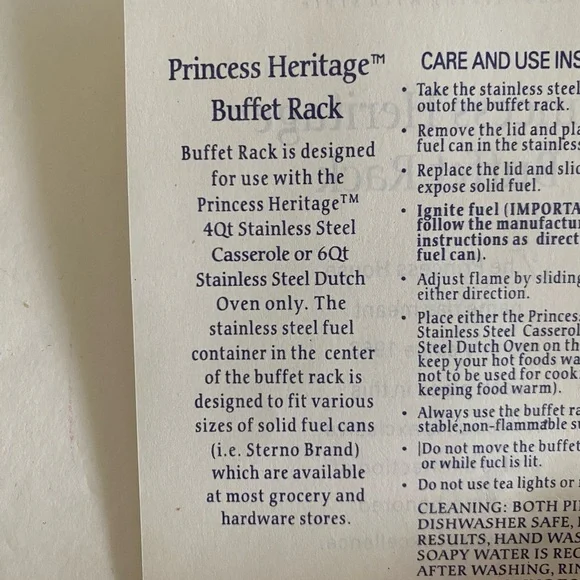 Princess Heritage™
Buffet Rack
Buffet Rack is designed
for use with the
Princess Heritage™
4Qt Stainless Steel
Casserole or 6Qt
Stainless Steel Dutch
Oven only. The
stainless steel fuel
container in the center
of the buffet rack is
designed to fit various
sizes of solid fuel cans
(i.e. Sterno Brand)
which are available
at most grocery and
hardware stores.
CARE AND USE INS
• Take the stainless steel
outof the buffet rack.
• Remove the lid and pla
fuel can in the stainless
• Replace the lid and slid
expose solid fuel.
• Ignite fuel (IMPORTA
follow the manufactur
instructions as direct
fuel can).
• Adjust flame by sliding
either direction.
• Place either the Princes
Stainless Steel Casserol
Steel Dutch Oven on th
keep your hot foods wa
not to be used for cook
keeping food warm).
• Always use the buffet ra
stable,non-flammable su
• |Do not move the buffet
or while fucl is lit.
• Do not use tea lights or
CLEANING: BOTH PI
DISHWASHER SAFE,
RESULTS, HAND WAS
SOAPY WATER IS REC
AFTER WASHING, RIN